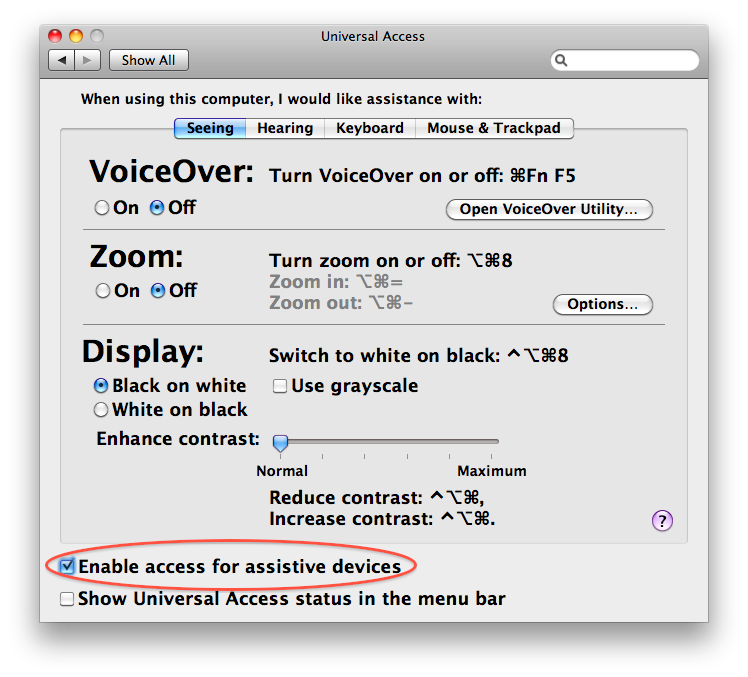 Universal Access
Show All
When using this computer, I would like assistance with:
Seeing Hearing Keyboard Mouse & Trackpad
VoiceOver: Turn VoiceOver on or off: ⌘Fn F5
On Off Open VoiceOver Utility...
Zoom: Turn zoom on or off: ⌥⌘8
Zoom in: ⌥⌘=
On Off
Zoom out: ⌥⌘-
Options...
Display: Switch to white on black: ^⌥⌘8
Black on white Use grayscale
White on black
Enhance contrast:
Normal Maximum
Reduce contrast: ^⌥⌘,
Increase contrast: ^⌥⌘.
?
Enable access for assistive devices
Show Universal Access status in the menu bar